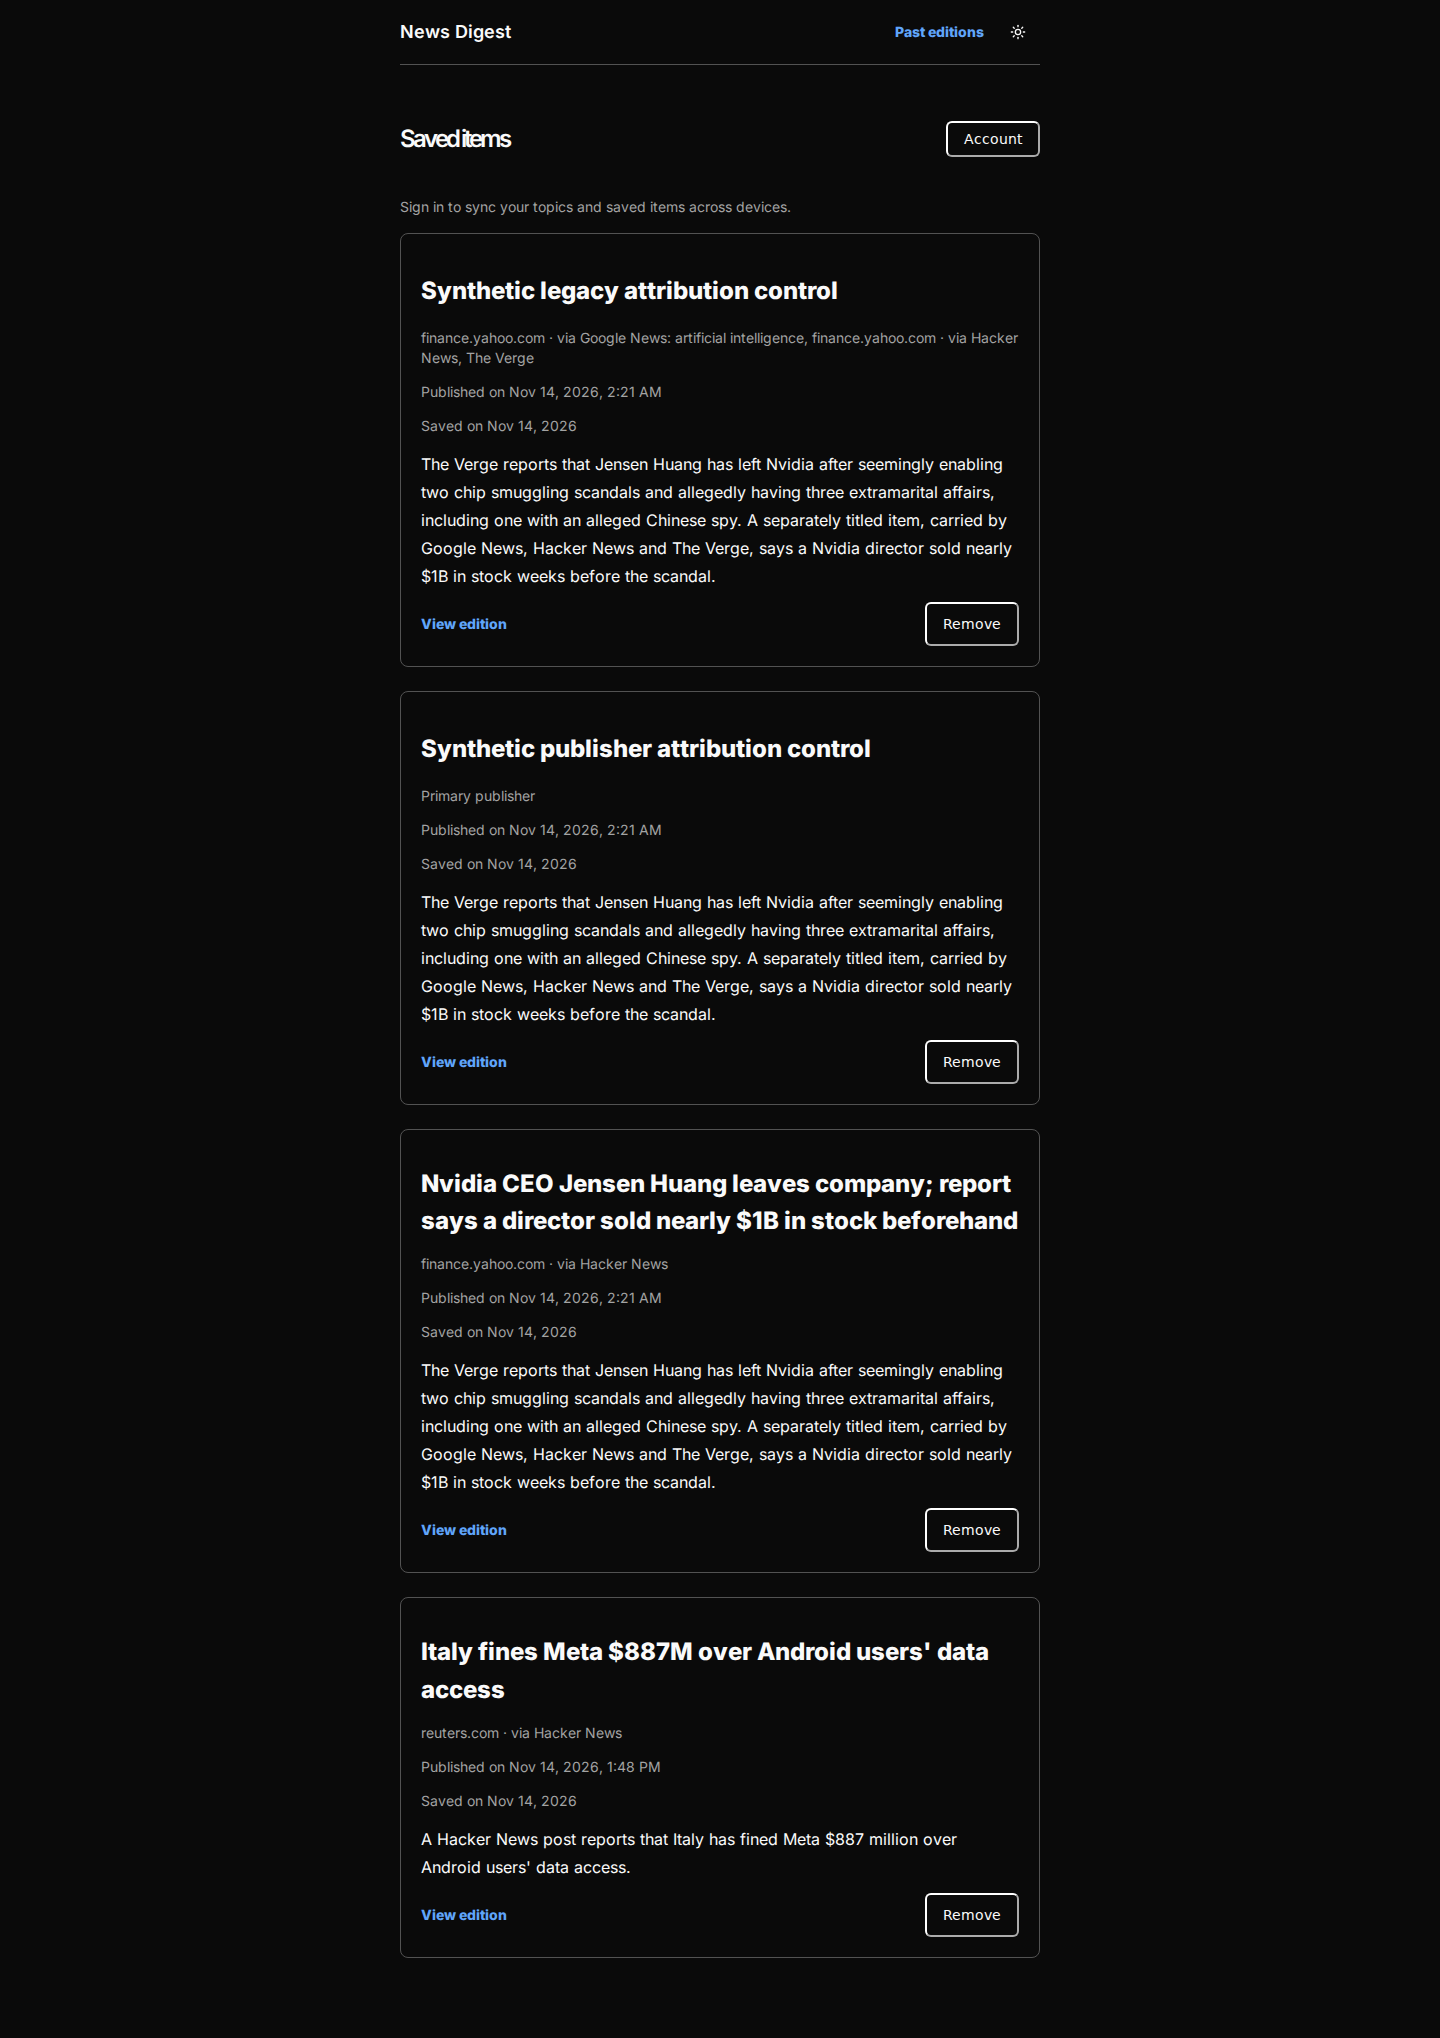 News Digest
Past editions
Saved items
Account
Sign in to sync your topics and saved items across devices.
Synthetic legacy attribution control
finance.yahoo.com · via Google News: artificial intelligence, finance.yahoo.com · via Hacker
News, The Verge
Published on Nov 14, 2026, 2:21 AM
Saved on Nov 14, 2026
The Verge reports that Jensen Huang has left Nvidia after seemingly enabling
two chip smuggling scandals and allegedly having three extramarital affairs,
including one with an alleged Chinese spy. A separately titled item, carried by
Google News, Hacker News and The Verge, says a Nvidia director sold nearly
$1B in stock weeks before the scandal.
View edition
Remove
Synthetic publisher attribution control
Primary publisher
Published on Nov 14, 2026, 2:21 AM
Saved on Nov 14, 2026
The Verge reports that Jensen Huang has left Nvidia after seemingly enabling
two chip smuggling scandals and allegedly having three extramarital affairs,
including one with an alleged Chinese spy. A separately titled item, carried by
Google News, Hacker News and The Verge, says a Nvidia director sold nearly
$1B in stock weeks before the scandal.
View edition
Remove
Nvidia CEO Jensen Huang leaves company; report
says a director sold nearly $1B in stock beforehand
finance.yahoo.com · via Hacker News
Published on Nov 14, 2026, 2:21 AM
Saved on Nov 14, 2026
The Verge reports that Jensen Huang has left Nvidia after seemingly enabling
two chip smuggling scandals and allegedly having three extramarital affairs,
including one with an alleged Chinese spy. A separately titled item, carried by
Google News, Hacker News and The Verge, says a Nvidia director sold nearly
$1B in stock weeks before the scandal.
View edition
Remove
Italy fines Meta $887M over Android users' data
access
reuters.com · via Hacker News
Published on Nov 14, 2026, 1:48 PM
Saved on Nov 14, 2026
A Hacker News post reports that Italy has fined Meta $887 million over
Android users' data access.
View edition
Remove